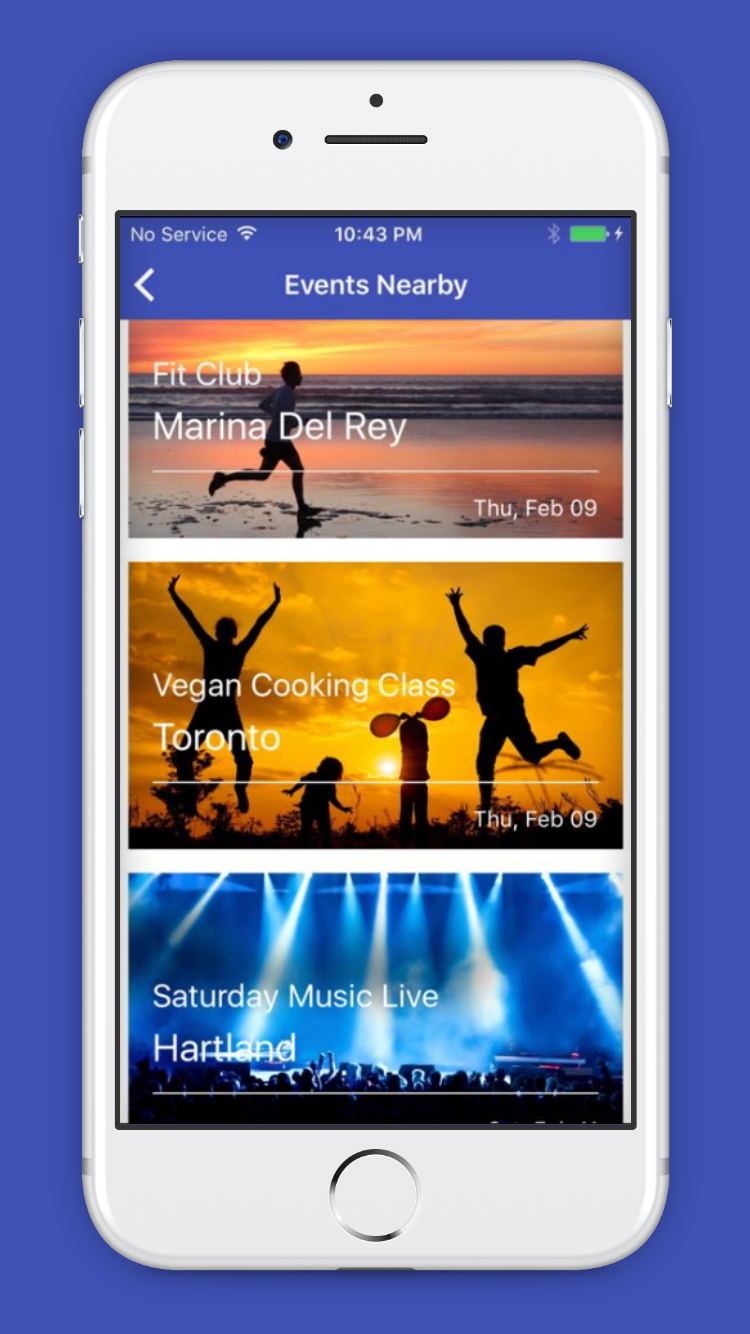 No Service 10:43 PM
Events Nearby
Fit Club
Marina Del Rey
Thu, Feb 09
Vegan Cooking Class
Toronto
Thu, Feb 09
Saturday Music Live
Hartland